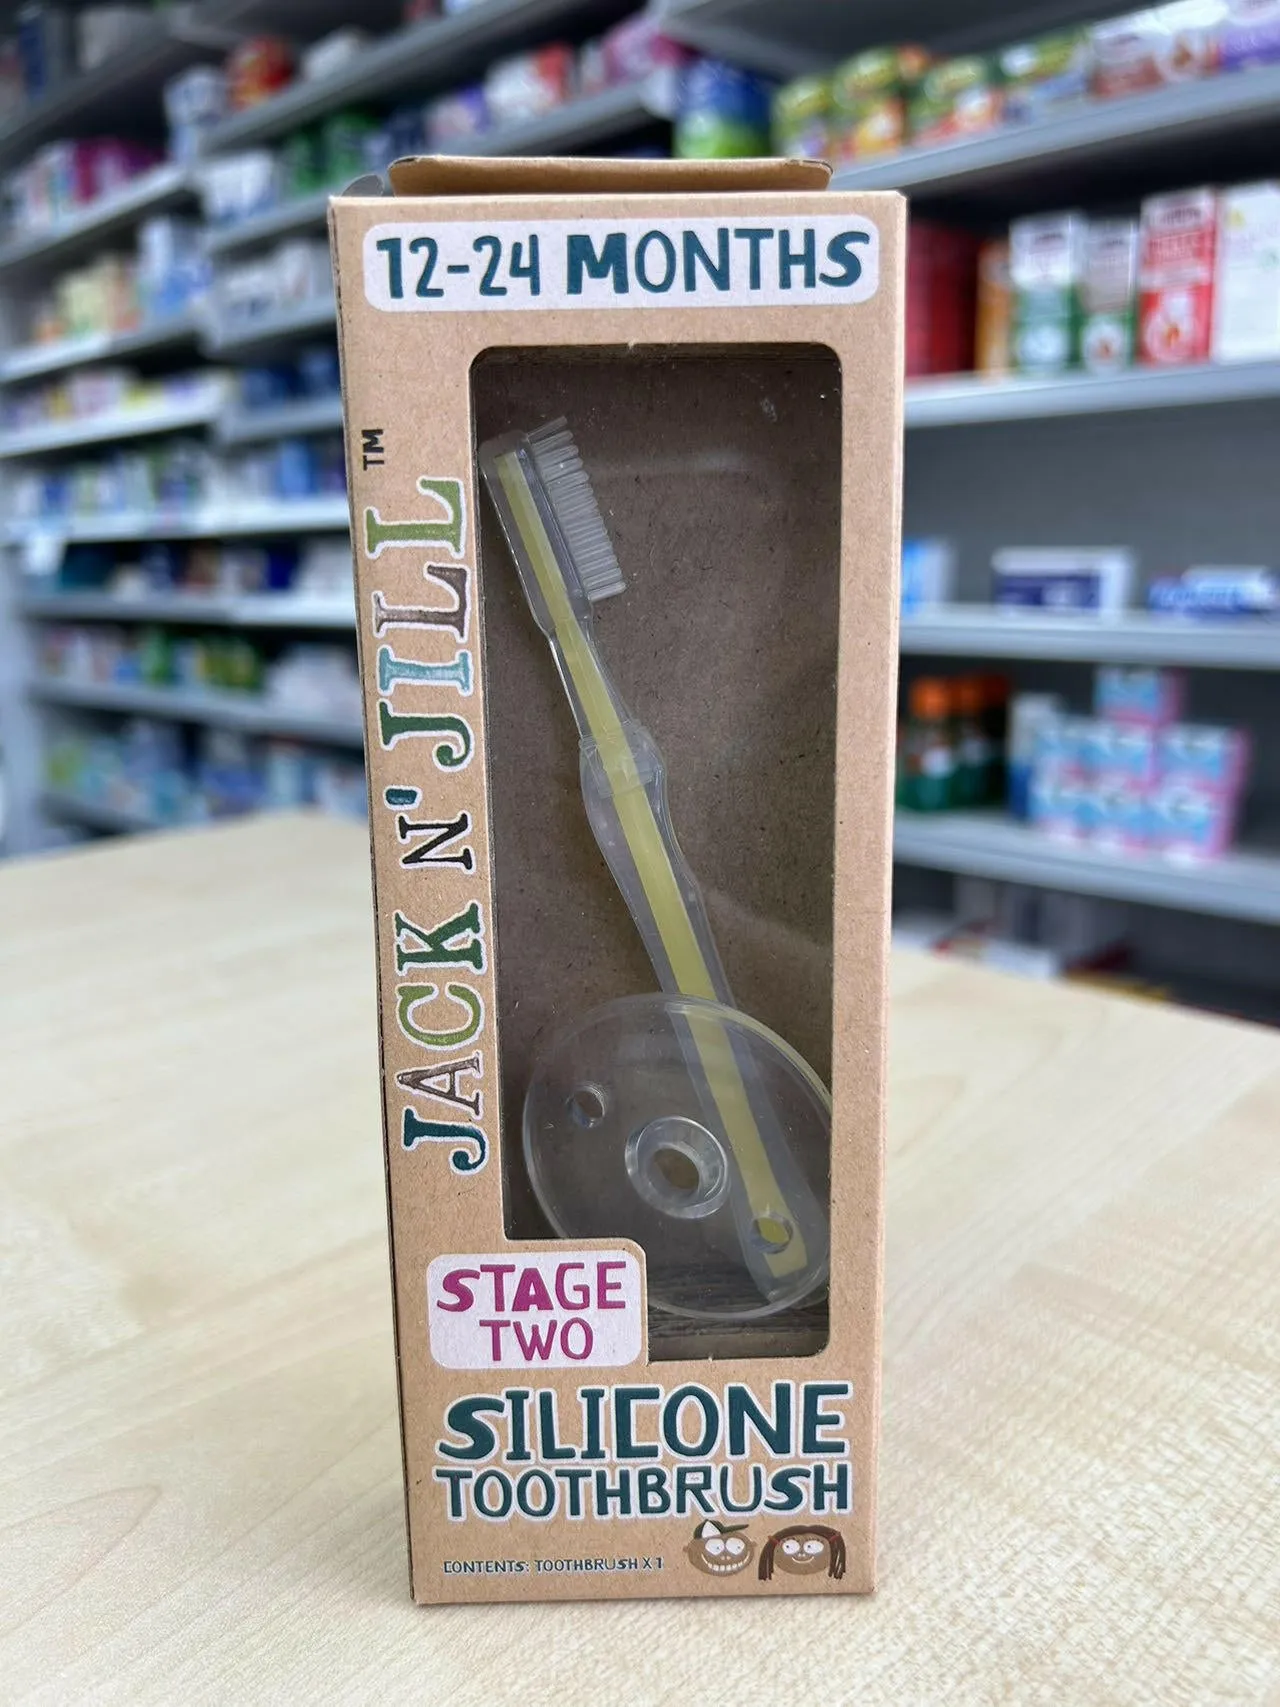 12-24 MONTHS
JACK N' JILL™
STAGE
TWO
SILICONE
TOOTHBRUSH
CONTENTS: TOOTHBRUSH X 1